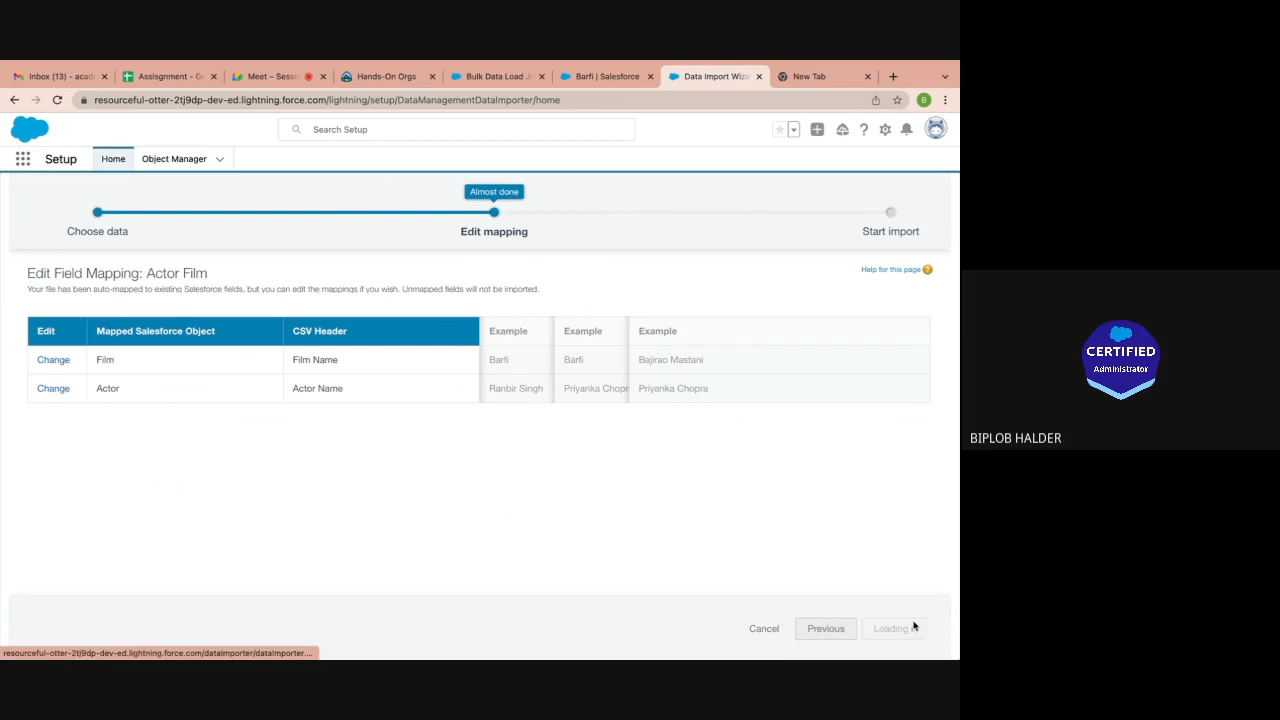 Inbox (13) - acad
Assisgnment - G
Meet – Sessi
Hands-On Orgs
Bulk Data Load J
Barfi | Salesforce
Data Import Wiza
New Tab
resourceful-otter-2tj9dp-dev-ed.lightning.force.com/lightning/setup/DataManagementDataImporter/home
B
Search Setup
Setup
Home
Object Manager
Almost done
Choose data
Edit mapping
Start import
Edit Field Mapping: Actor Film
Help for this page ?
Your file has been auto-mapped to existing Salesforce fields, but you can edit the mappings if you wish. Unmapped fields will not be imported.
Edit Mapped Salesforce Object CSV Header Example Example Example
Change Film Film Name Barfi Barfi Bajirao Mastani
Change Actor Actor Name Ranbir Singh Priyanka Chopr Priyanka Chopra
Cancel
Previous
Loading
resourceful-otter-2tj9dp-dev-ed.lightning.force.com/dataImporter/dataImporter....
CERTIFIED
Administrator
BIPLOB HALDER